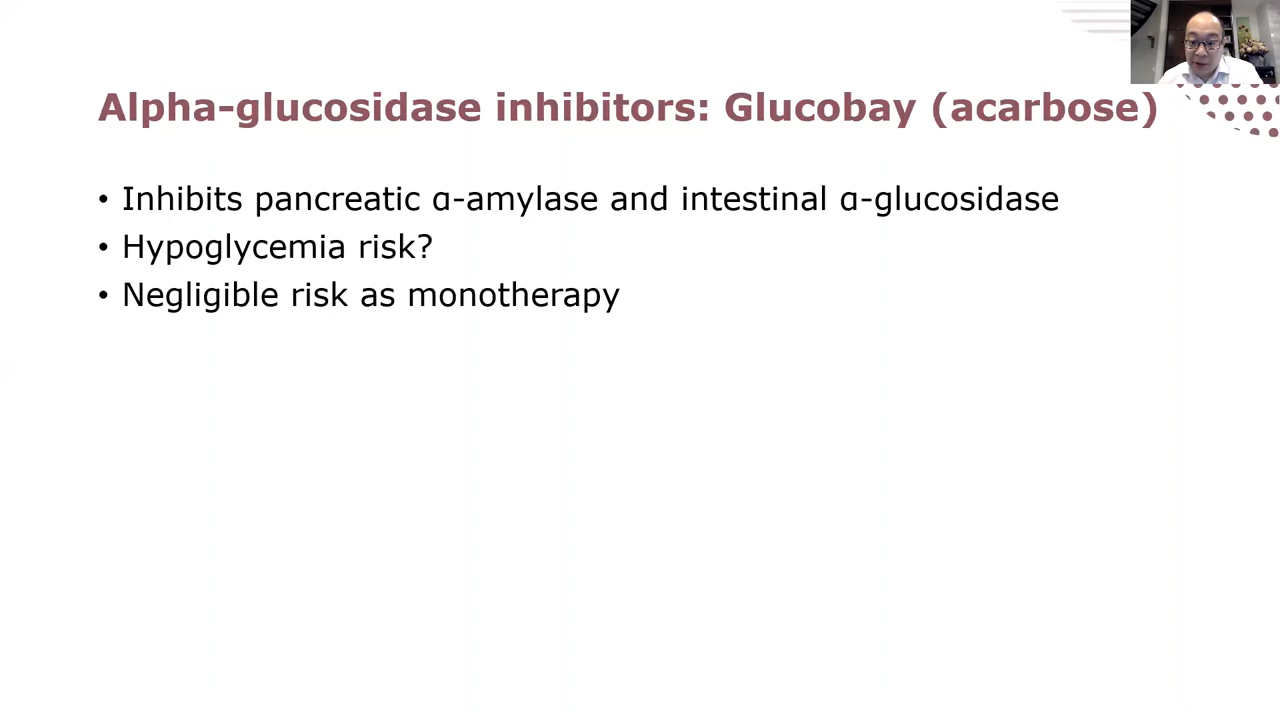 Alpha-glucosidase inhibitors: Glucobay (acarbose)
• Inhibits pancreatic α-amylase and intestinal α-glucosidase
• Hypoglycemia risk?
• Negligible risk as monotherapy